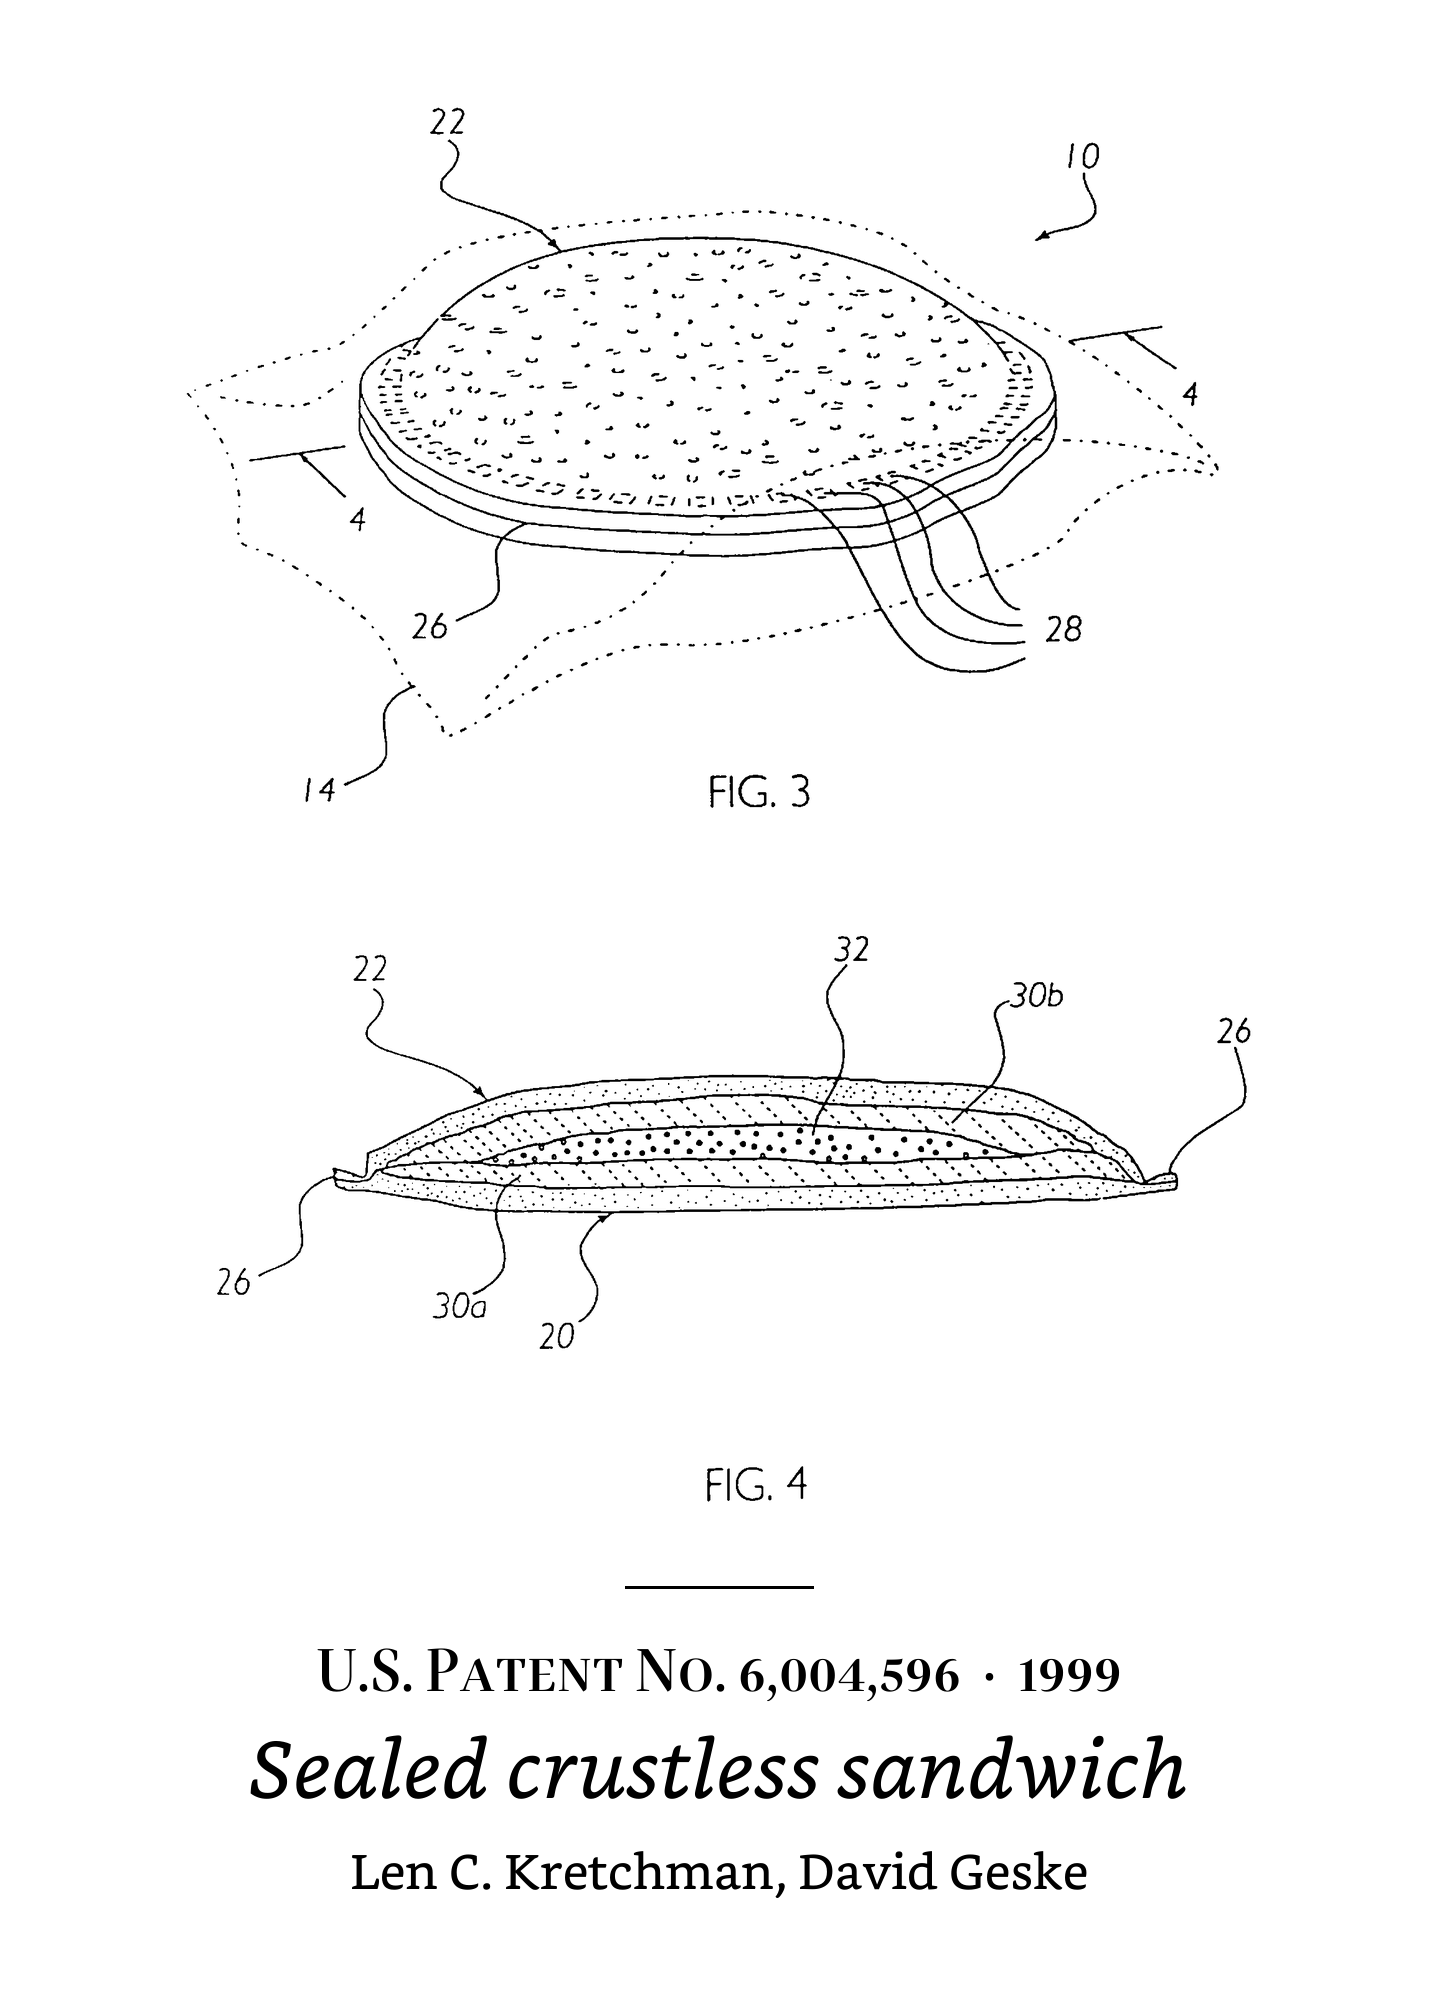 22
10
4
4
26
28
14
FIG. 3
32
22
30b
26
26
30a
20
FIG. 4
U.S. Patent No. 6,004,596 · 1999
Sealed crustless sandwich
Len C. Kretchman, David Geske